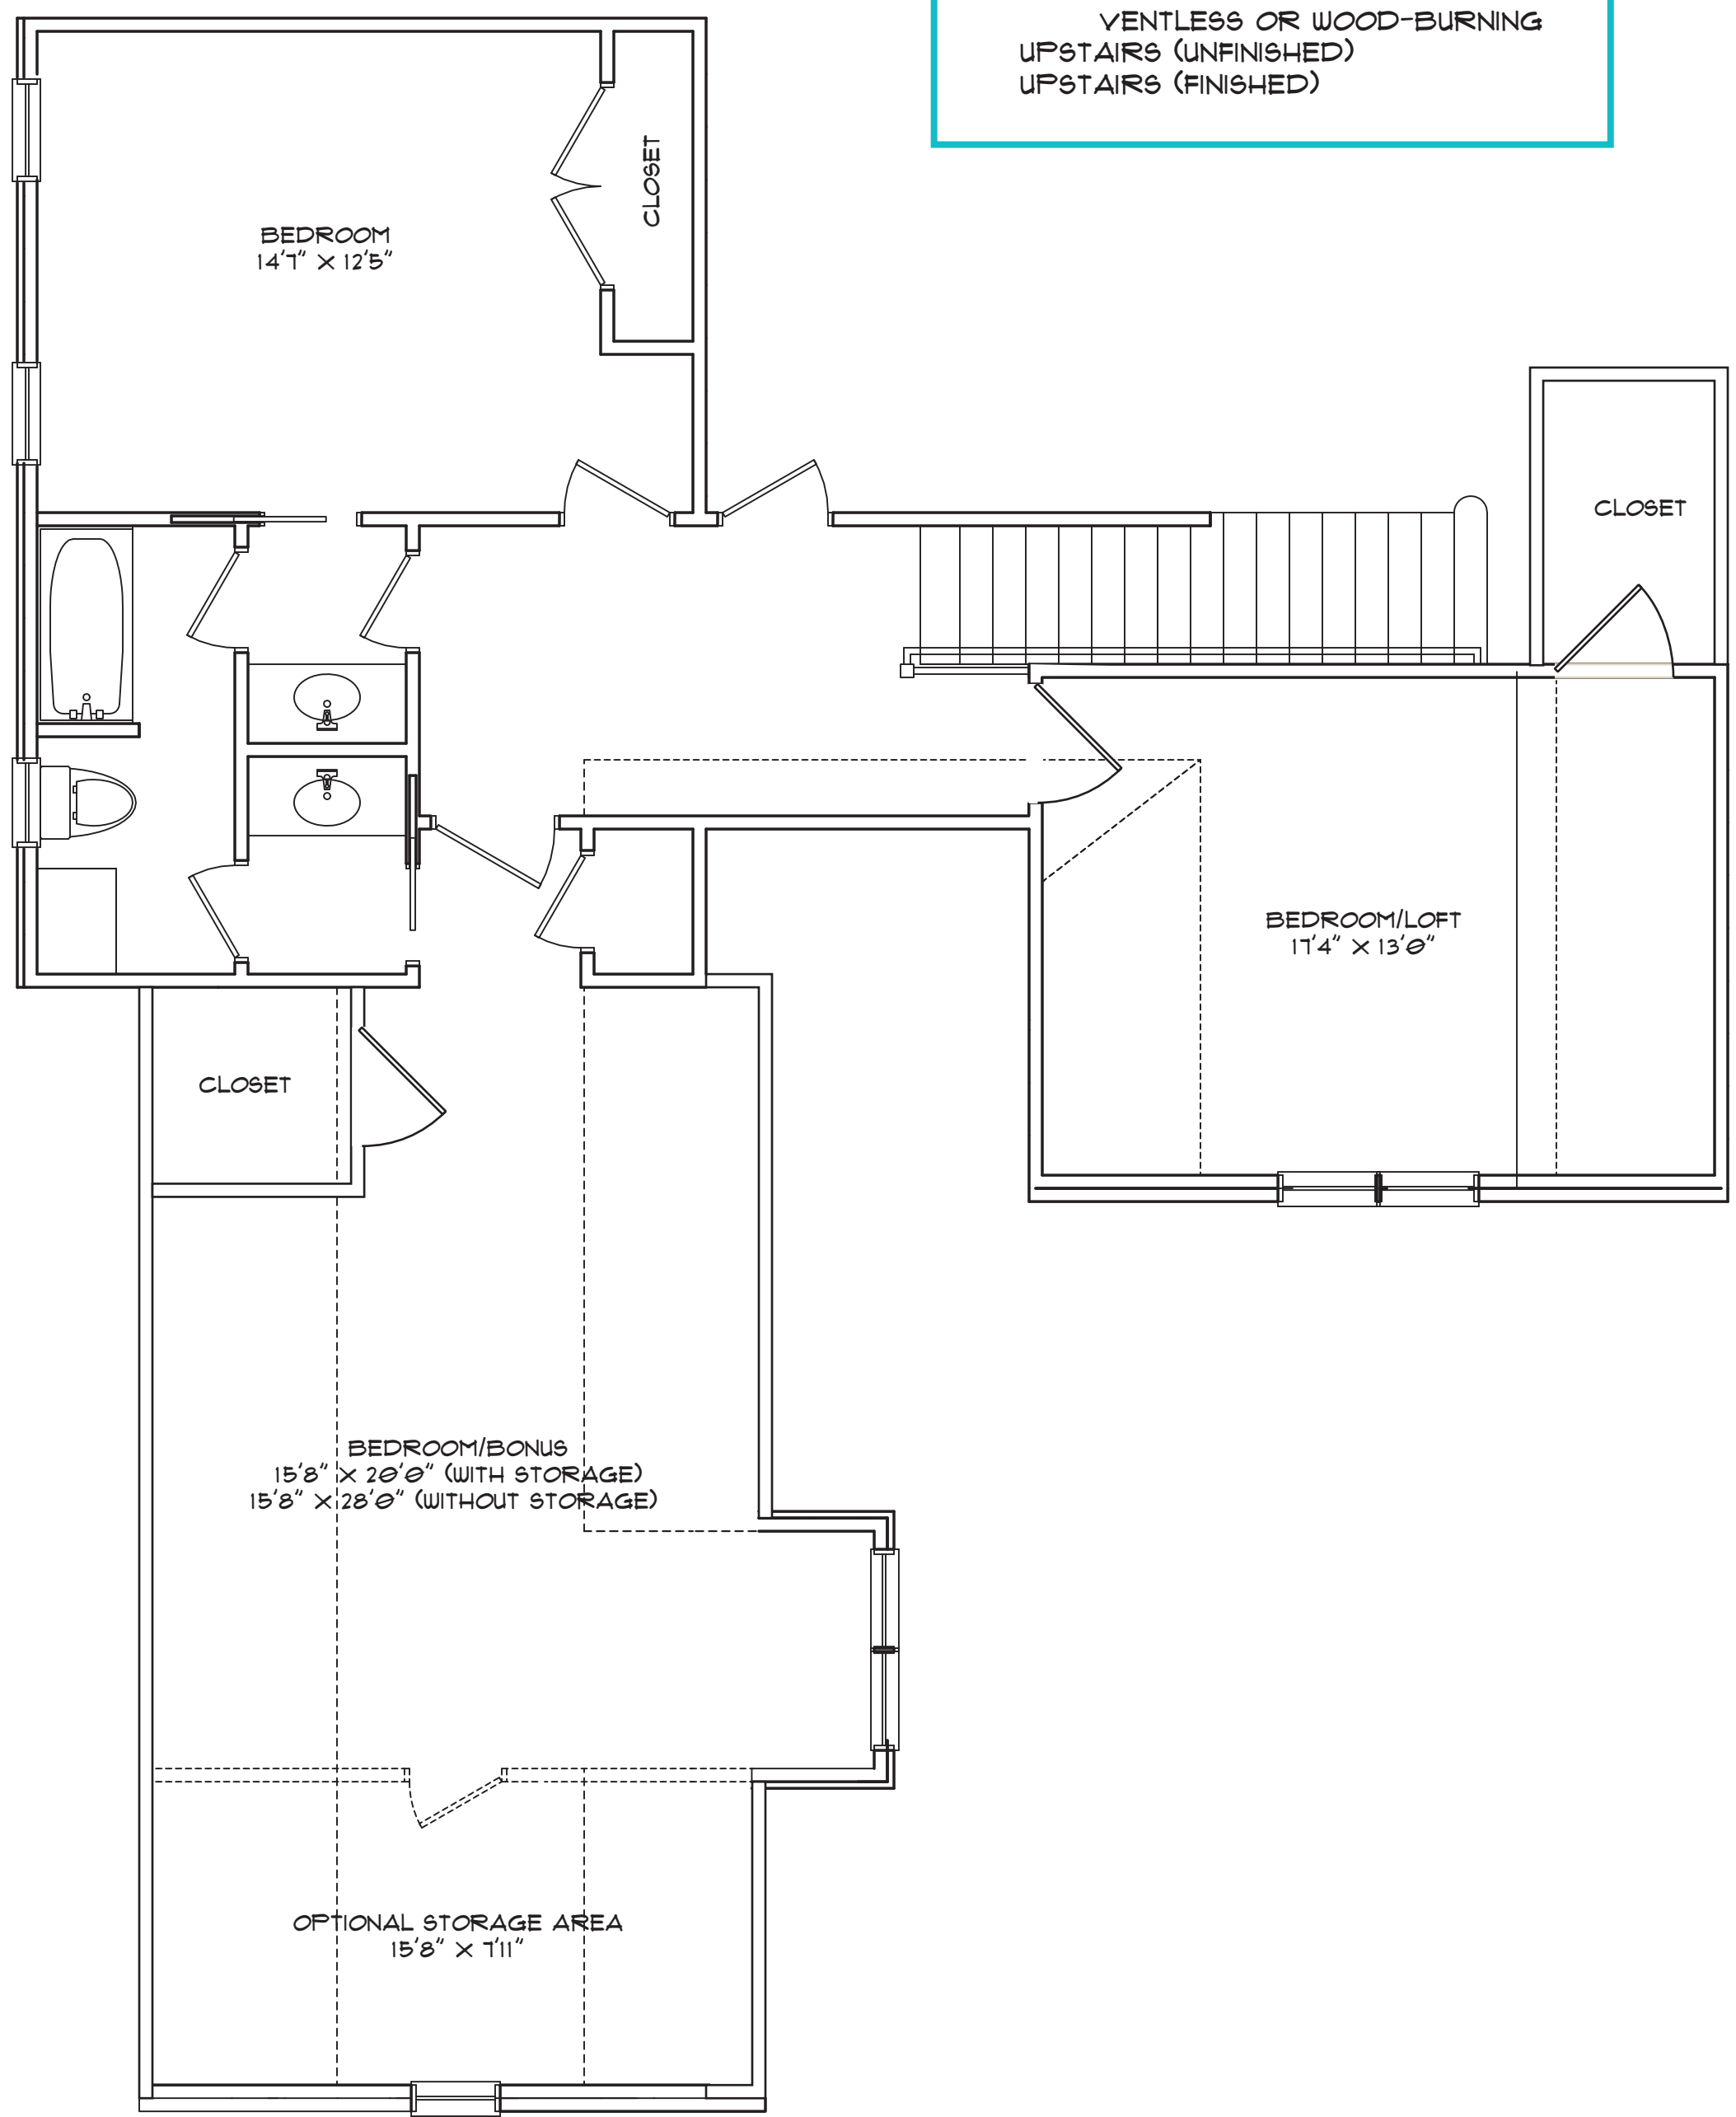 VENTLESS OR WOOD-BURNING
UPSTAIRS (UNFINISHED)
UPSTAIRS (FINISHED)
CLOSET
BEDROOM
14'7" X 12'5"
CLOSET
BEDROOM/LOFT
17'4" X 13'0"
CLOSET
BEDROOM/BONUS
15'8" X 20'0" (WITH STORAGE)
15'8" X 28'0" (WITHOUT STORAGE)
OPTIONAL STORAGE AREA
15'8" X 7'11"